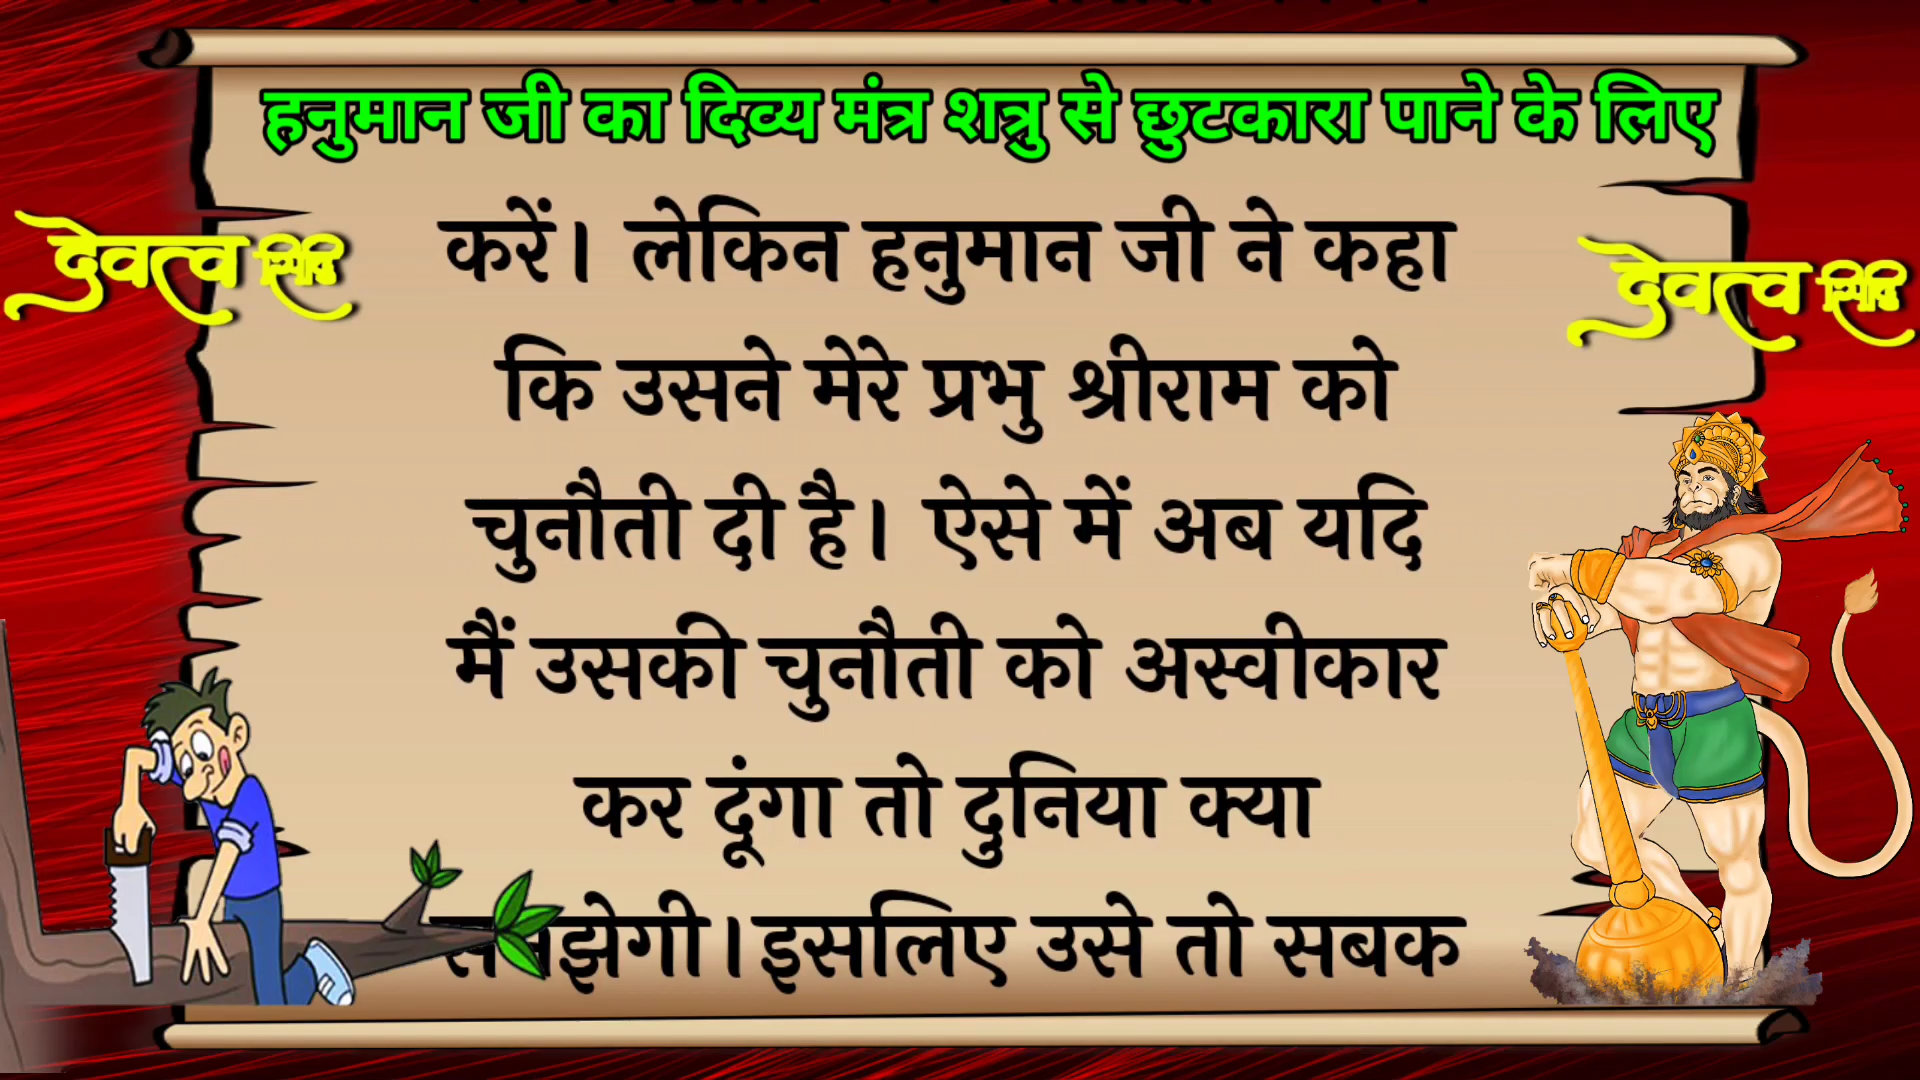 हनुमान जी का दिव्य मंत्र शत्रु से छुटकारा पाने के लिए
देवत्व
देवत्व
करें। लेकिन हनुमान जी ने कहा
कि उसने मेरे प्रभु श्रीराम को
चुनौती दी है। ऐसे में अब यदि
मैं उसकी चुनौती को अस्वीकार
कर दूंगा तो दुनिया क्या
समझेगी।इसलिए उसे तो सबक